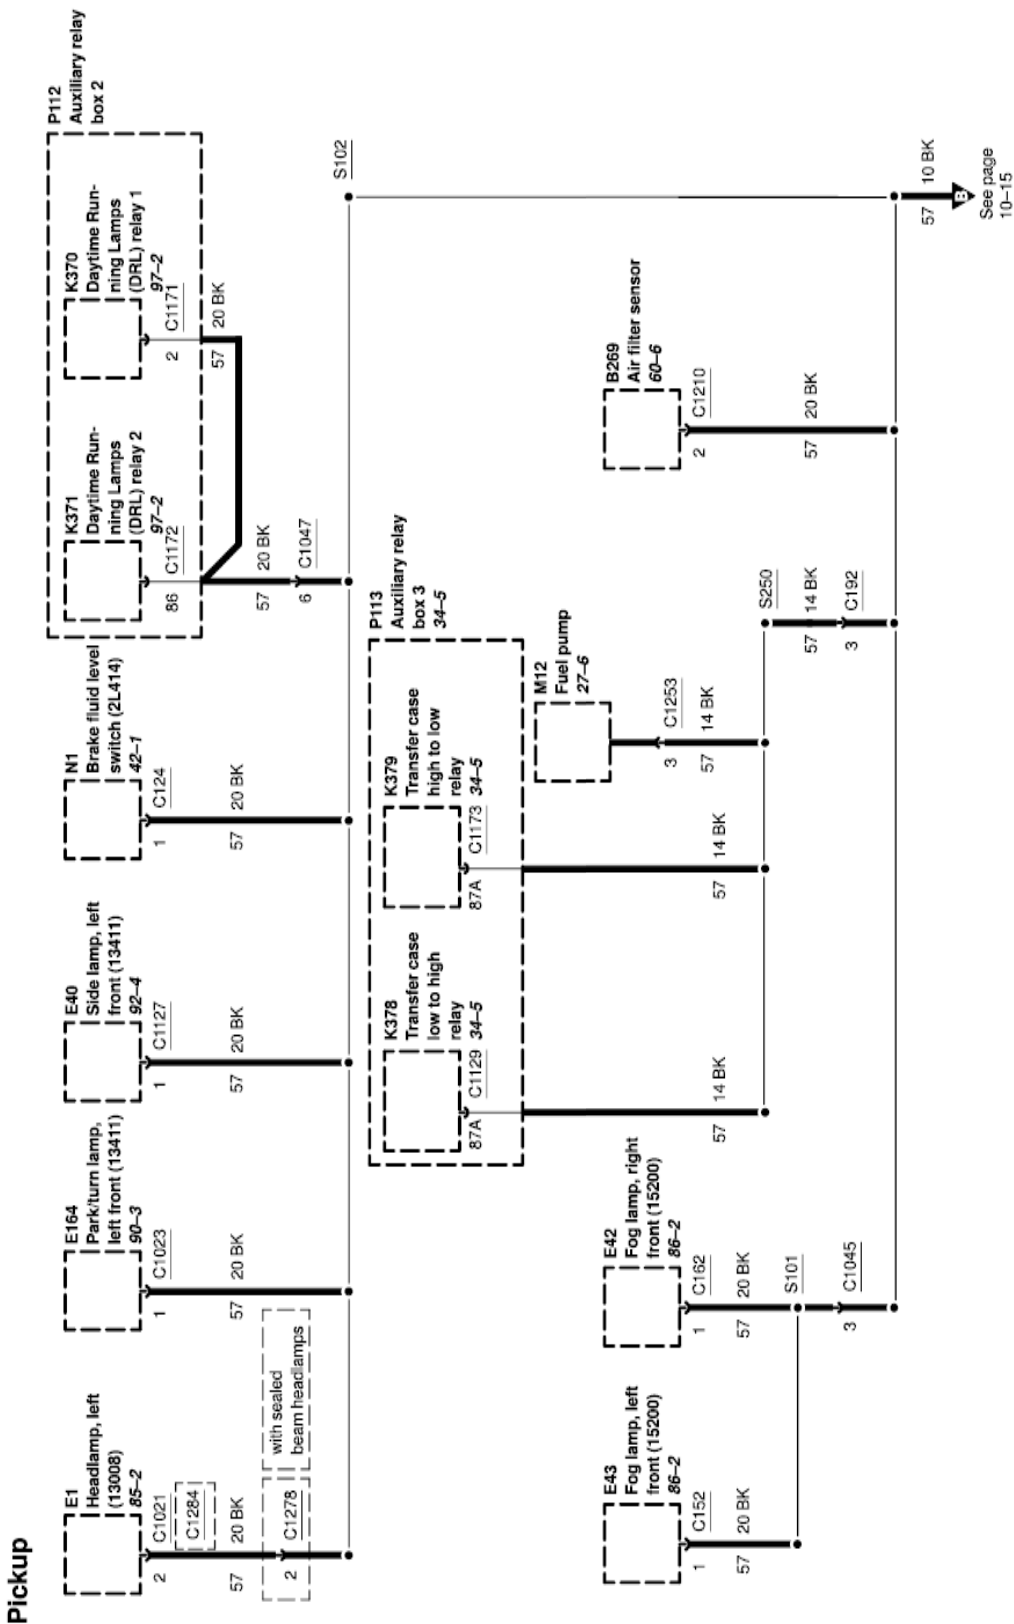 Pickup
E1
Headlamp, left
(13008)
85–2
2
C1021
C1284
57
20 BK
2
C1278
with sealed
beam headlamps
E164
Park/turn lamp,
left front (13411)
90–3
1
C1023
57
20 BK
E40
Side lamp, left
front (13411)
92–4
1
C1127
57
20 BK
N1
Brake fluid level
switch (2L414)
42–1
1
C124
57
20 BK
K371
Daytime Run-
ning Lamps
(DRL) relay 2
97–2
86
C1172
57
20 BK
6
C1047
K370
Daytime Run-
ning Lamps
(DRL) relay 1
97–2
2
C1171
57
20 BK
P112
Auxiliary relay
box 2
S102
K378
Transfer case
low to high
relay
34–5
87A
C1129
57
14 BK
K379
Transfer case
high to low
relay
34–5
87A
C1173
57
14 BK
P113
Auxiliary relay
box 3
34–5
M12
Fuel pump
27–6
3
C1253
57
14 BK
S250
57
14 BK
3
C192
E43
Fog lamp, left
front (15200)
86–2
1
C152
57
20 BK
E42
Fog lamp, right
front (15200)
86–2
1
C162
57
20 BK
S101
3
C1045
B269
Air filter sensor
60–6
2
C1210
57
20 BK
57
10 BK
B
See page
10–15